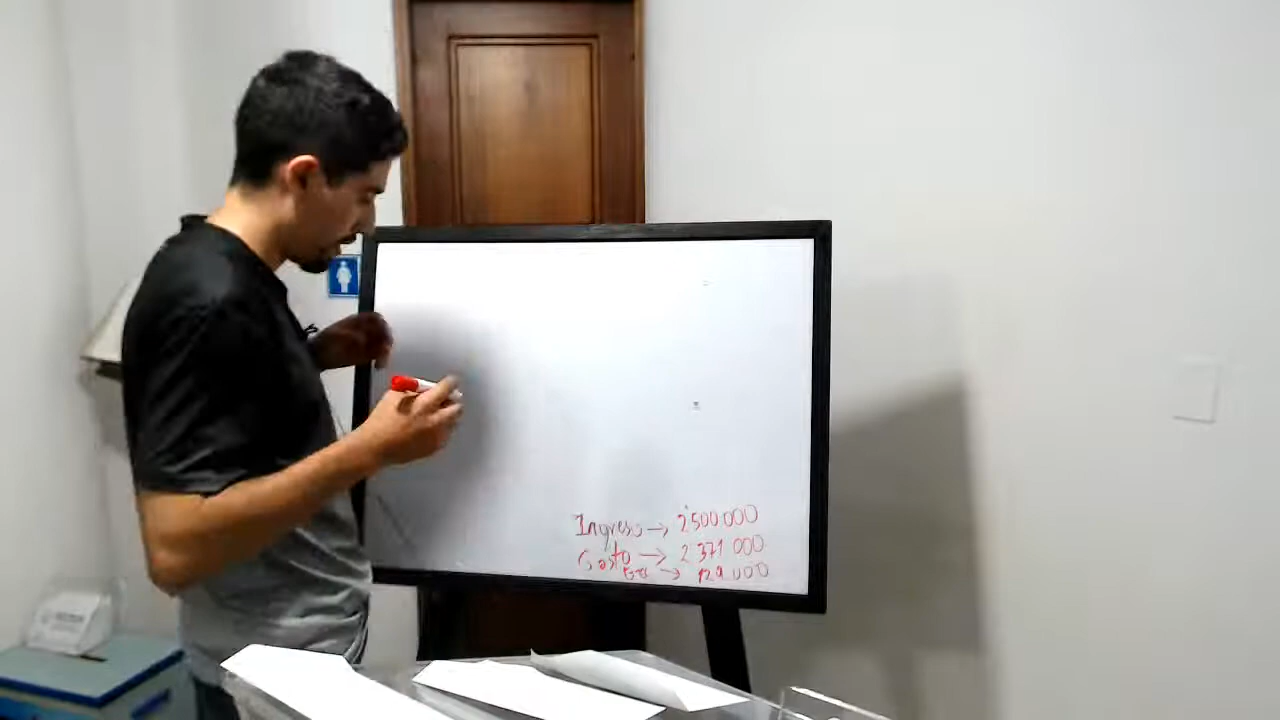 Ingreso → 2'500 000
Gasto → 2 371 000
→ 129 000